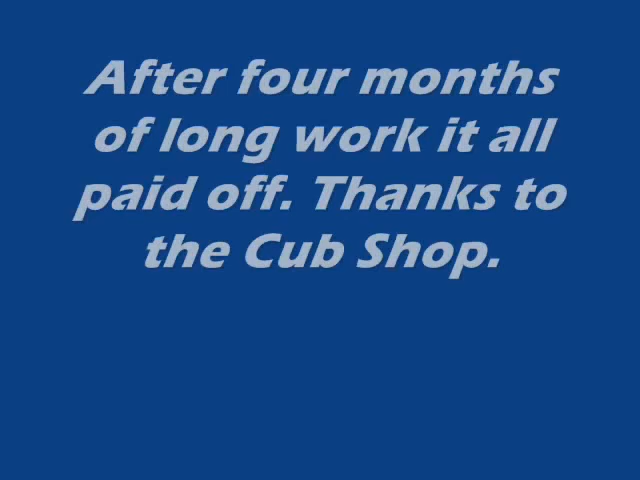 After four months
of long work it all
paid off. Thanks to
the Cub Shop.